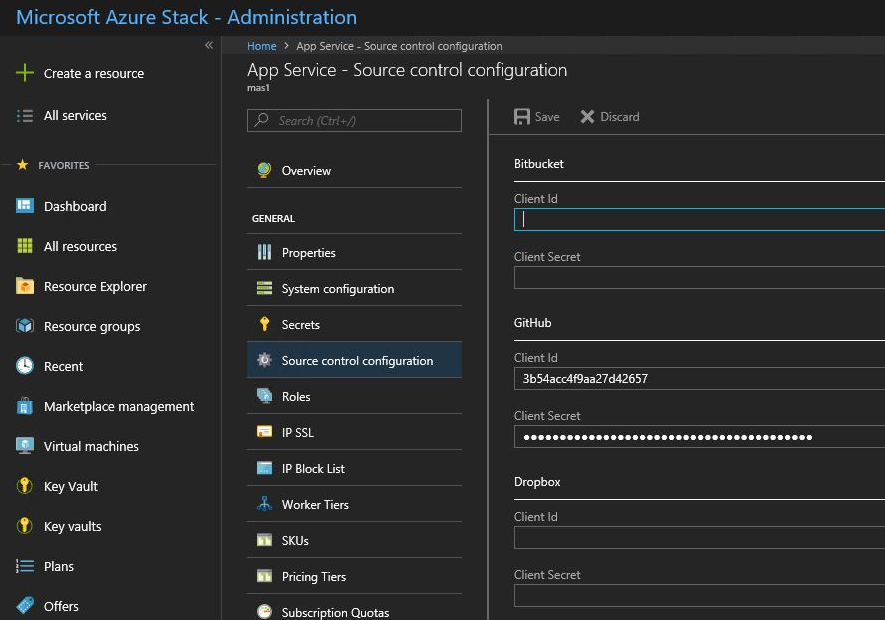 Microsoft Azure Stack - Administration
«
Create a resource
All services
FAVORITES
Dashboard
All resources
Resource Explorer
Resource groups
Recent
Marketplace management
Virtual machines
Key Vault
Key vaults
Plans
Offers
Home > App Service - Source control configuration
App Service - Source control configuration
mas1
Search (Ctrl+/)
Overview
GENERAL
Properties
System configuration
Secrets
Source control configuration
Roles
IP SSL
IP Block List
Worker Tiers
SKUs
Pricing Tiers
Subscription Quotas
Save Discard
Bitbucket
Client Id
Client Secret
GitHub
Client Id
3b54acc4f9aa27d42657
Client Secret
••••••••••••••••••••••••••••••••••••••••
Dropbox
Client Id
Client Secret